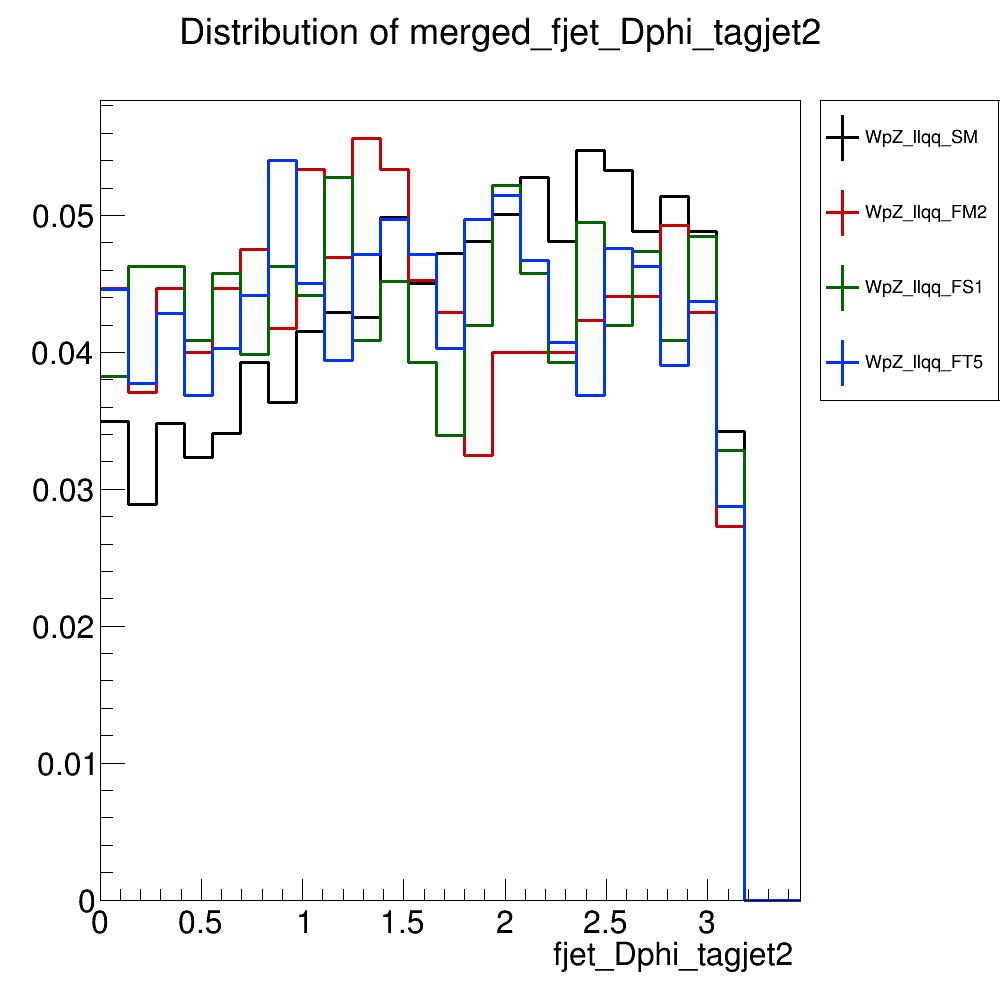 Distribution of merged_fjet_Dphi_tagjet2
WpZ_llqq_SM
WpZ_llqq_FM2
WpZ_llqq_FS1
WpZ_llqq_FT5
0.05
0.04
0.03
0.02
0.01
0
0 0.5 1 1.5 2 2.5 3
fjet_Dphi_tagjet2